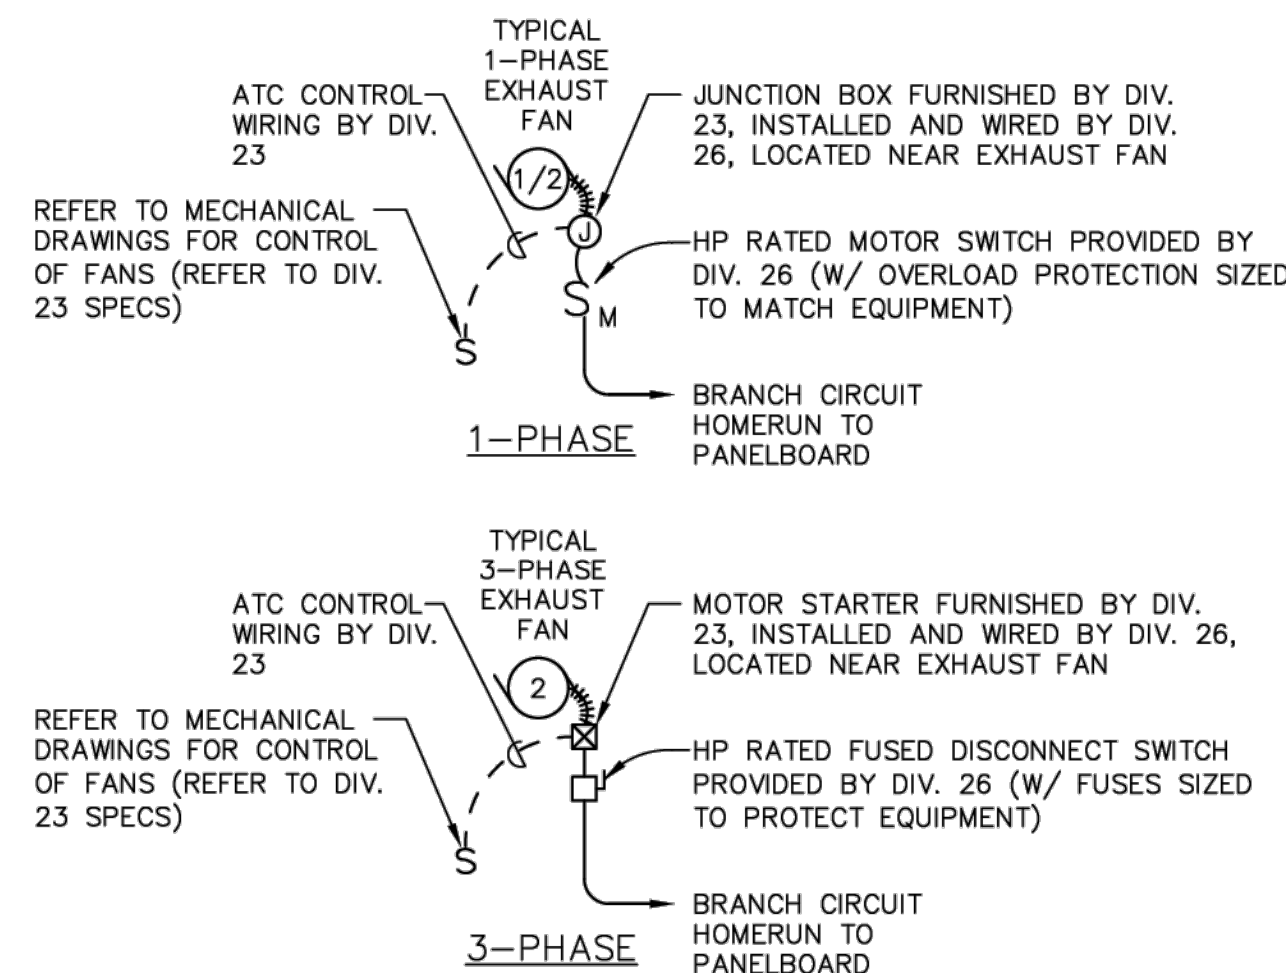 TYPICAL
1-PHASE
EXHAUST
FAN
ATC CONTROL
WIRING BY DIV.
23
JUNCTION BOX FURNISHED BY DIV.
23, INSTALLED AND WIRED BY DIV.
26, LOCATED NEAR EXHAUST FAN
1/2
REFER TO MECHANICAL
DRAWINGS FOR CONTROL
OF FANS (REFER TO DIV.
23 SPECS)
J
HP RATED MOTOR SWITCH PROVIDED BY
DIV. 26 (W/ OVERLOAD PROTECTION SIZED
TO MATCH EQUIPMENT)
S M
S
BRANCH CIRCUIT
HOMERUN TO
PANELBOARD
1-PHASE
TYPICAL
3-PHASE
EXHAUST
FAN
ATC CONTROL
WIRING BY DIV.
23
MOTOR STARTER FURNISHED BY DIV.
23, INSTALLED AND WIRED BY DIV. 26,
LOCATED NEAR EXHAUST FAN
2
REFER TO MECHANICAL
DRAWINGS FOR CONTROL
OF FANS (REFER TO DIV.
23 SPECS)
HP RATED FUSED DISCONNECT SWITCH
PROVIDED BY DIV. 26 (W/ FUSES SIZED
TO PROTECT EQUIPMENT)
S
BRANCH CIRCUIT
HOMERUN TO
PANELBOARD
3-PHASE